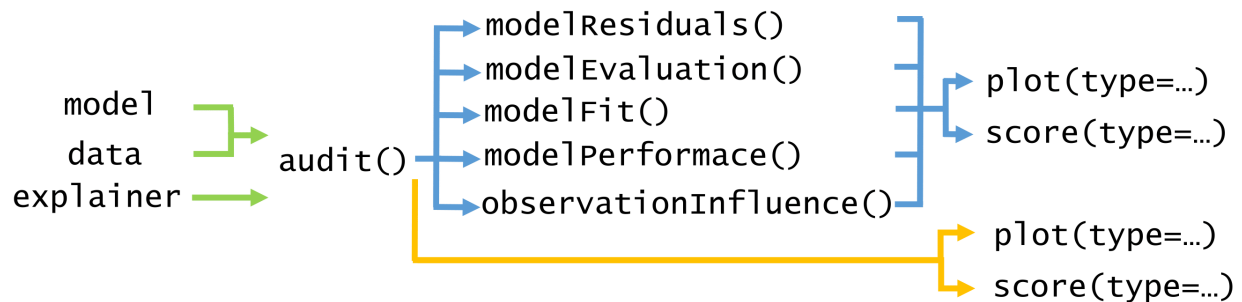 model
data
explainer
audit()
modelResiduals()
modelEvaluation()
modelFit()
modelPerformace()
observationInfluence()
plot(type=…)
score(type=…)
plot(type=…)
score(type=…)